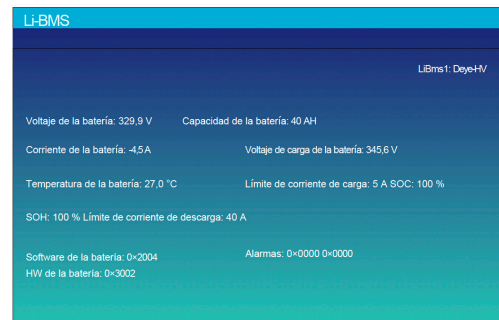 Li-BMS
LiBms1: Deye-HV
Voltaje de la batería: 329,9 V Capacidad de la batería: 40 AH
Corriente de la batería: -4,5 A Voltaje de carga de la batería: 345,6 V
Temperatura de la batería: 27,0 °C Límite de corriente de carga: 5 A SOC: 100 %
SOH: 100 % Límite de corriente de descarga: 40 A
Software de la batería: 0×2004 Alarmas: 0×0000 0×0000
HW de la batería: 0×3002